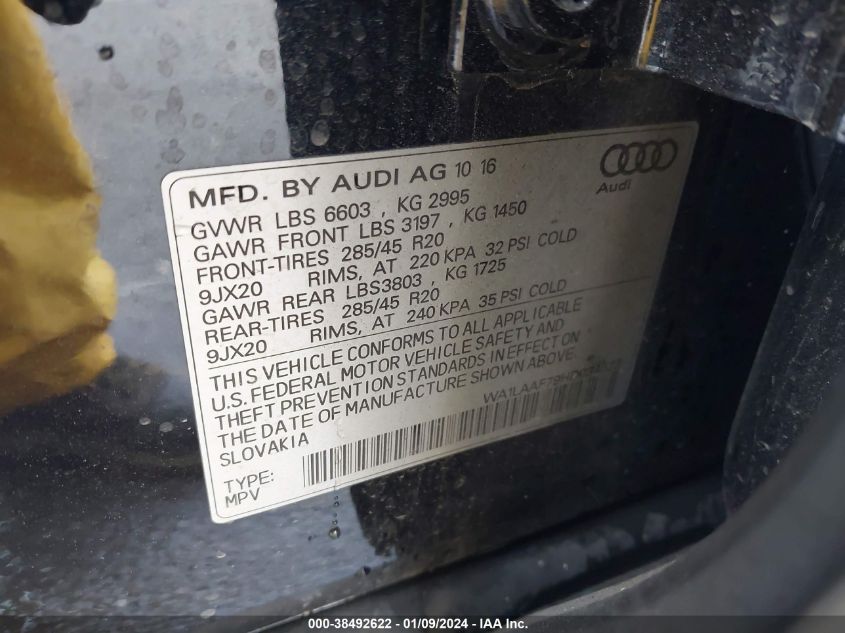 MFD. BY AUDI AG 10 16
Audi
GVWR LBS 6603 , KG 2995
GAWR FRONT LBS 3197 , KG 1450
FRONT-TIRES 285/45 R20
9JX20 RIMS, AT 220 KPA 32 PSI COLD
GAWR REAR LBS3803 , KG 1725
REAR-TIRES 285/45 R20
9JX20 RIMS, AT 240 KPA 35 PSI COLD
THIS VEHICLE CONFORMS TO ALL APPLICABLE
U.S. FEDERAL MOTOR VEHICLE SAFETY AND
THEFT PREVENTION STANDARDS IN EFFECT ON
THE DATE OF MANUFACTURE SHOWN ABOVE.
SLOVAKIA
TYPE:
MPV
000-38492622 - 01/09/2024 - IAA Inc.